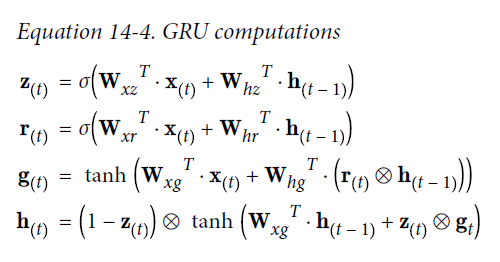 Equation 14-4. GRU computations
z(t) = σ(Wxz^T · x(t) + Whz^T · h(t – 1))
r(t) = σ(Wxr^T · x(t) + Whr^T · h(t – 1))
g(t) = tanh (Wxg^T · x(t) + Whg^T · (r(t) ⊗ h(t – 1)))
h(t) = (1 – z(t)) ⊗ tanh (Wxg^T · h(t – 1) + z(t) ⊗ gt)